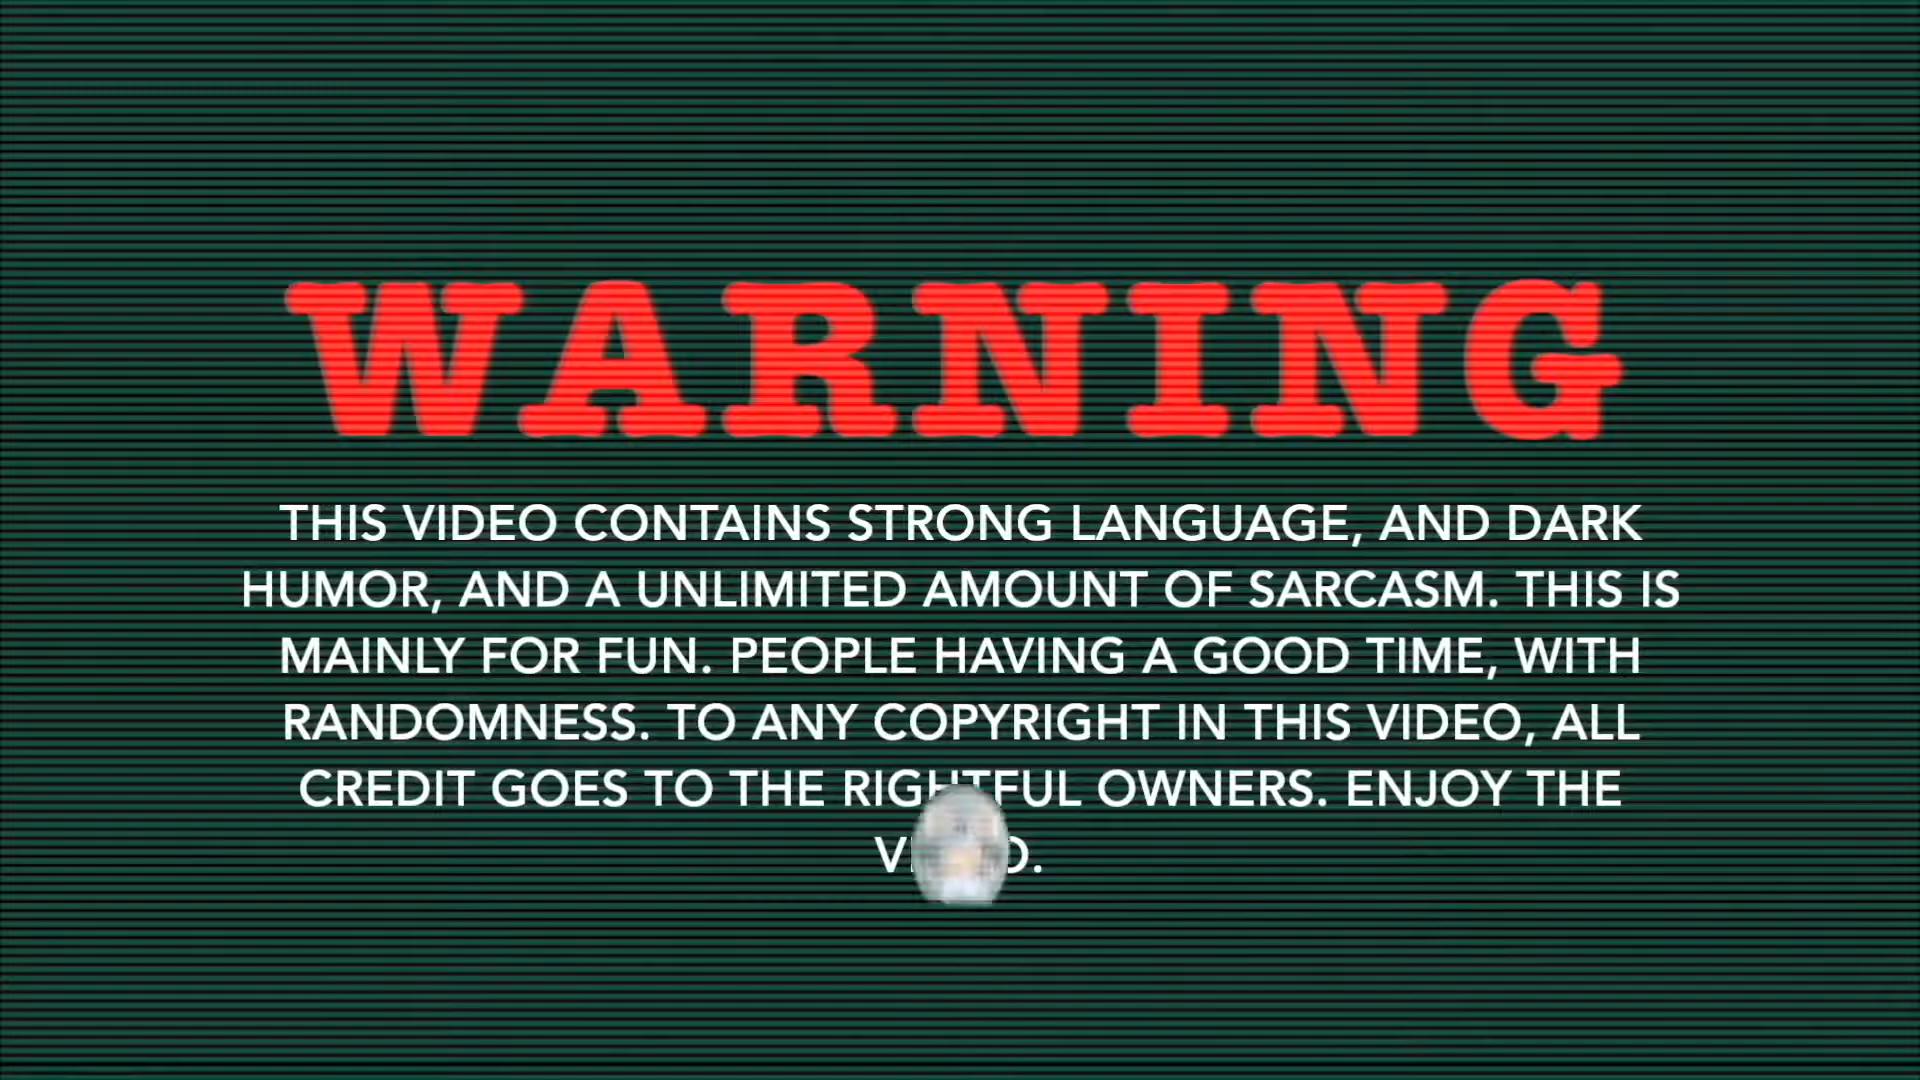 WARNING
THIS VIDEO CONTAINS STRONG LANGUAGE, AND DARK
HUMOR, AND A UNLIMITED AMOUNT OF SARCASM. THIS IS
MAINLY FOR FUN. PEOPLE HAVING A GOOD TIME, WITH
RANDOMNESS. TO ANY COPYRIGHT IN THIS VIDEO, ALL
CREDIT GOES TO THE RIGHTFUL OWNERS. ENJOY THE